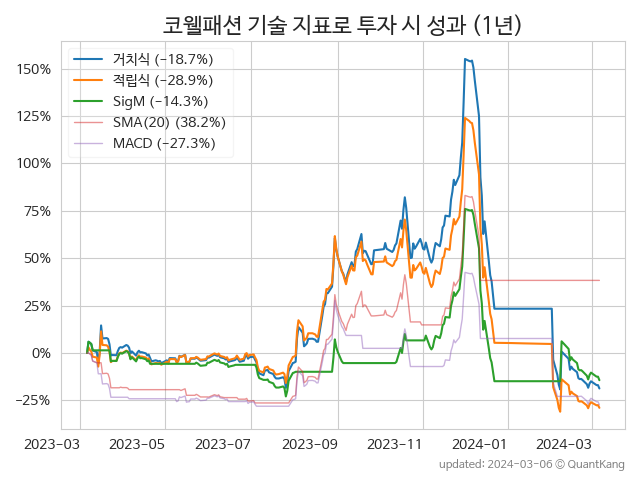 코웰패션 기술 지표로 투자 시 성과 (1년)
거치식 (−18.7%)
적립식 (−28.9%)
SigM (−14.3%)
SMA(20) (38.2%)
MACD (−27.3%)
150%
125%
100%
75%
50%
25%
0%
−25%
2023−03 2023−05 2023−07 2023−09 2023−11 2024−01 2024−03
updated: 2024−03−06 © QuantKang